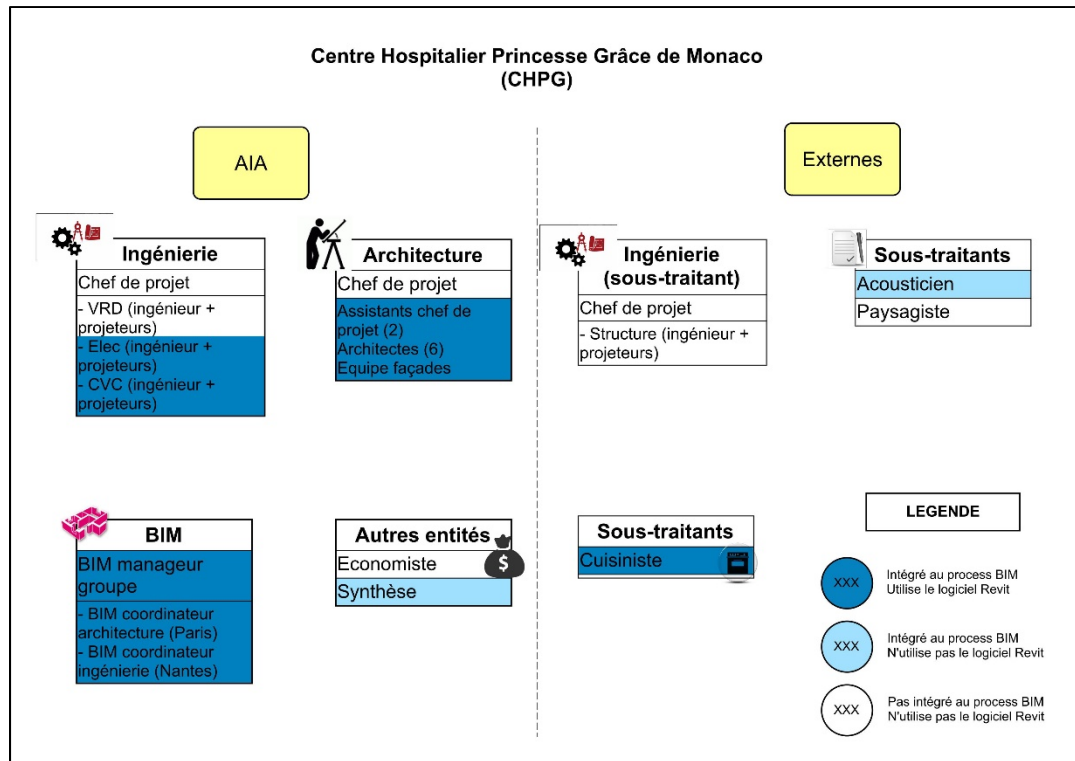 Centre Hospitalier Princesse Grâce de Monaco
(CHPG)
AIA
Externes
Ingénierie
Chef de projet
- VRD (ingénieur +
projeteurs)
- Elec (ingénieur +
projeteurs)
- CVC (ingénieur +
projeteurs)
Architecture
Chef de projet
Assistants chef de
projet (2)
Architectes (6)
Equipe façades
Ingénierie
(sous-traitant)
Chef de projet
- Structure (ingénieur +
projeteurs)
Sous-traitants
Acousticien
Paysagiste
BIM
BIM manageur
groupe
- BIM coordinateur
architecture (Paris)
- BIM coordinateur
ingénierie (Nantes)
Autres entités
Economiste
$
Synthèse
Sous-traitants
Cuisiniste
LEGENDE
XXX
Intégré au process BIM
Utilise le logiciel Revit
XXX
Intégré au process BIM
N'utilise pas le logiciel Revit
XXX
Pas intégré au process BIM
N'utilise pas le logiciel Revit